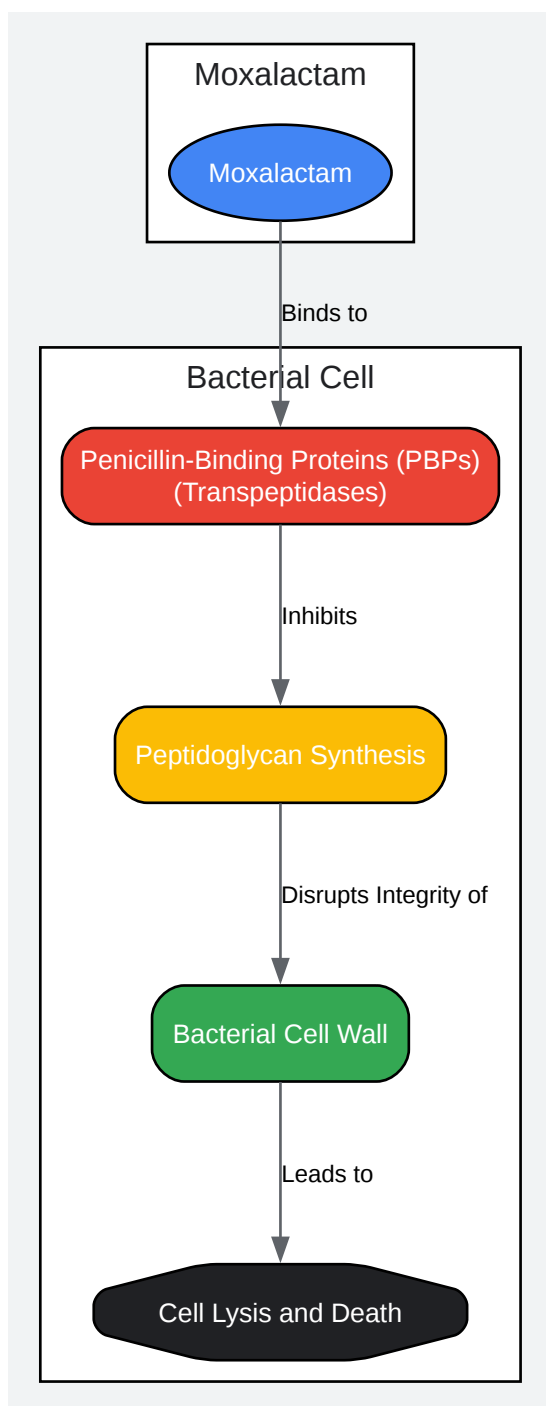 Moxalactam
Moxalactam
Binds to
Bacterial Cell
Penicillin-Binding Proteins (PBPs)
(Transpeptidases)
Inhibits
Peptidoglycan Synthesis
Disrupts Integrity of
Bacterial Cell Wall
Leads to
Cell Lysis and Death